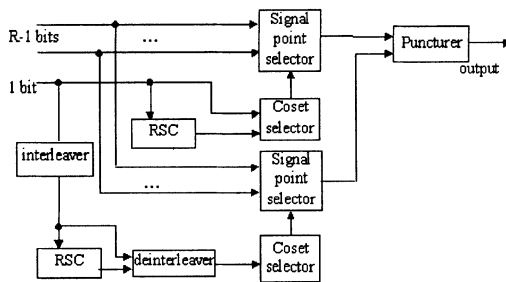 R-1 bits
...
Signal
point
selector
Puncturer
output
1 bit
RSC
Coset
selector
interleaver
Signal
point
selector
...
RSC
deinterleaver
Coset
selector